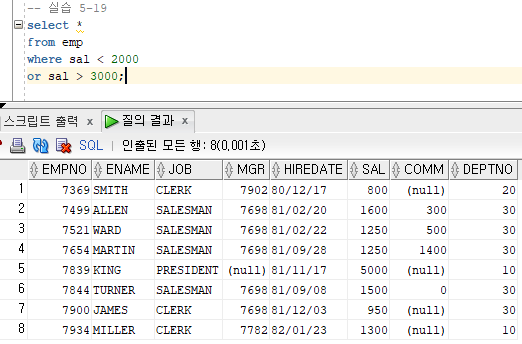 -- 실습 5-19
select *
from emp
where sal < 2000
or sal > 3000;
스크립트 출력 x 질의 결과 x
SQL | 인출된 모든 행: 8(0,001초)
EMPNO ENAME JOB MGR HIREDATE SAL COMM DEPTNO
1 7369 SMITH CLERK 7902 80/12/17 800 (null) 20
2 7499 ALLEN SALESMAN 7698 81/02/20 1600 300 30
3 7521 WARD SALESMAN 7698 81/02/22 1250 500 30
4 7654 MARTIN SALESMAN 7698 81/09/28 1250 1400 30
5 7839 KING PRESIDENT (null) 81/11/17 5000 (null) 10
6 7844 TURNER SALESMAN 7698 81/09/08 1500 0 30
7 7900 JAMES CLERK 7698 81/12/03 950 (null) 30
8 7934 MILLER CLERK 7782 82/01/23 1300 (null) 10